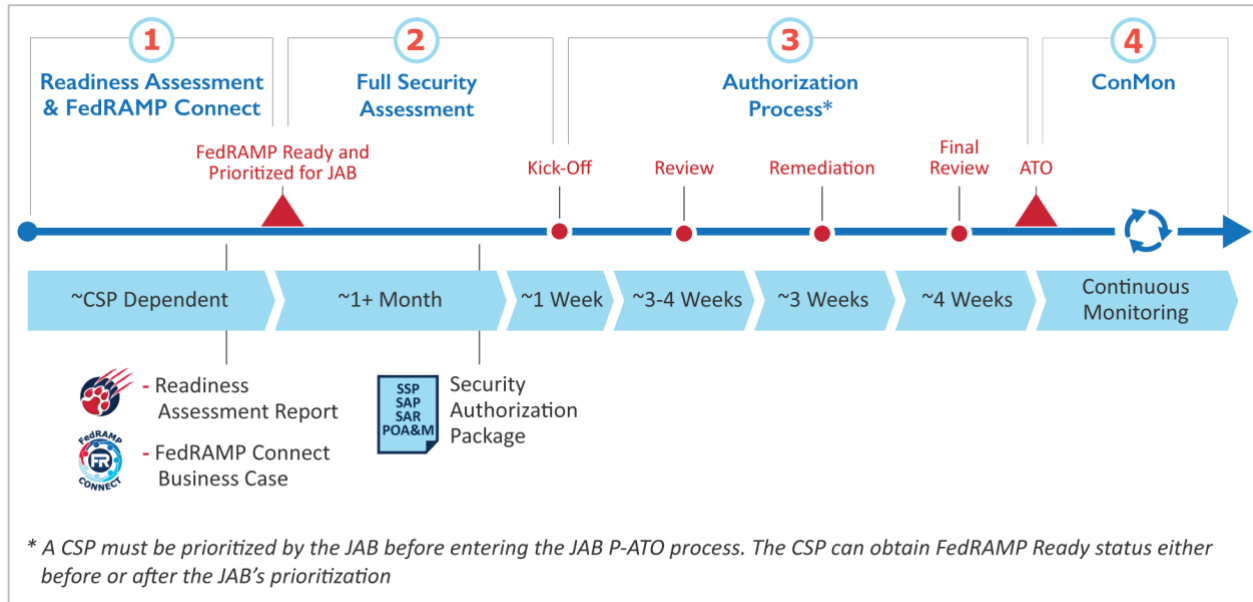 1
Readiness Assessment
& FedRAMP Connect
2
Full Security
Assessment
3
Authorization
Process*
4
ConMon
FedRAMP Ready and
Prioritized for JAB
Kick-Off
Review
Remediation
Final
Review
ATO
~CSP Dependent
~1+ Month
~1 Week
~3-4 Weeks
~3 Weeks
~4 Weeks
Continuous
Monitoring
- Readiness
Assessment Report
FedRAMP
FR
CONNECT
- FedRAMP Connect
Business Case
SSP
SAP
SAR
POA&M
Security
Authorization
Package
* A CSP must be prioritized by the JAB before entering the JAB P-ATO process. The CSP can obtain FedRAMP Ready status either
before or after the JAB’s prioritization